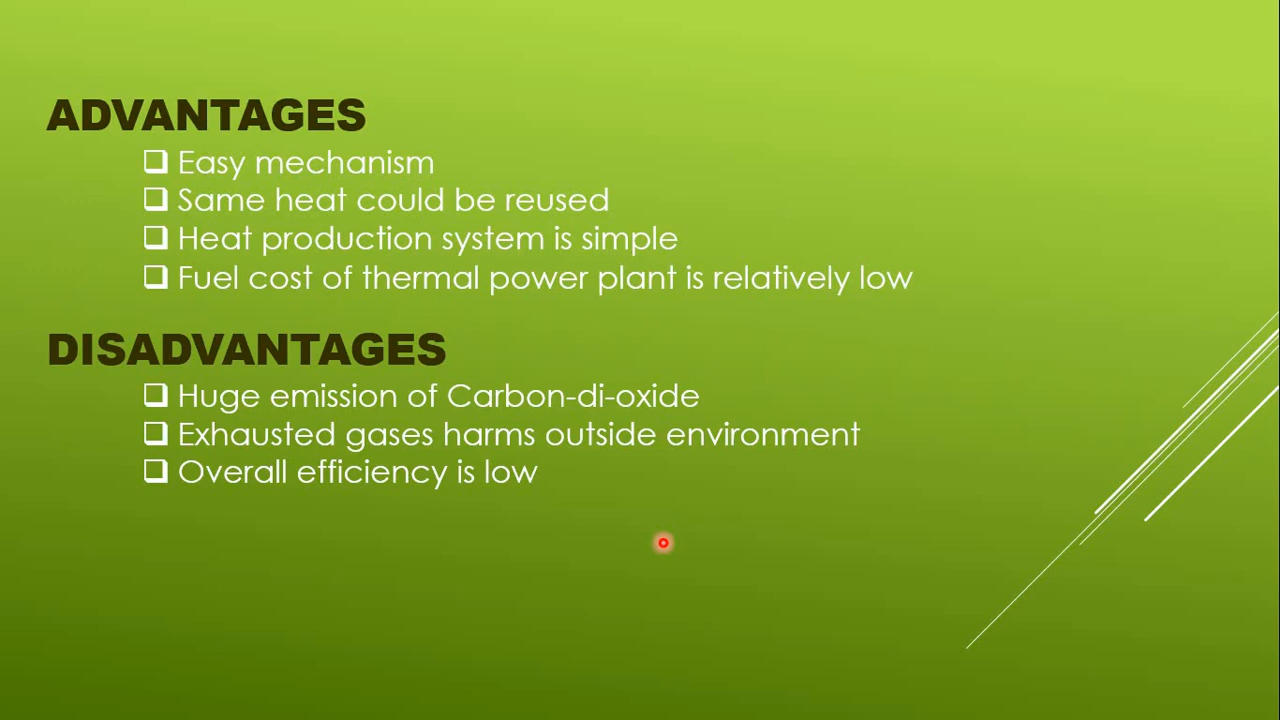 ADVANTAGES
❑ Easy mechanism
❑ Same heat could be reused
❑ Heat production system is simple
❑ Fuel cost of thermal power plant is relatively low
DISADVANTAGES
❑ Huge emission of Carbon-di-oxide
❑ Exhausted gases harms outside environment
❑ Overall efficiency is low